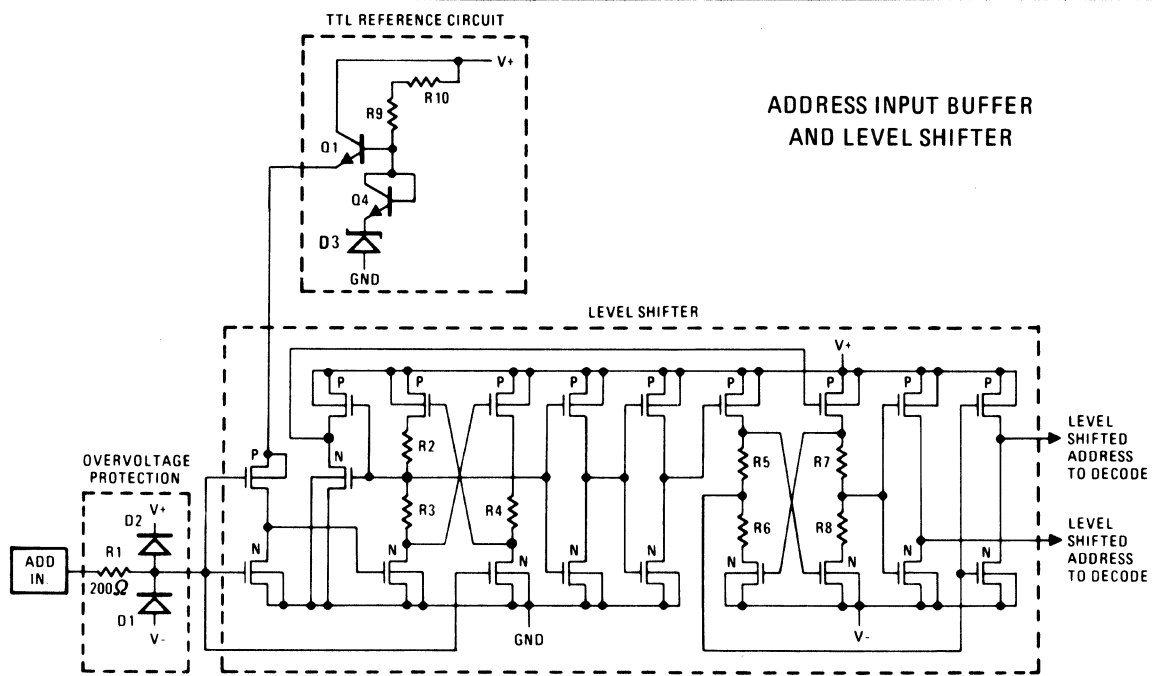 TTL REFERENCE CIRCUIT
V+
R10
R9
Q1
Q4
D3
GND
ADDRESS INPUT BUFFER
AND LEVEL SHIFTER
LEVEL SHIFTER
V+
P
P
P
P
P
P
P
P
P
R2
R5
R7
LEVEL
SHIFTED
ADDRESS
TO DECODE
OVERVOLTAGE
PROTECTION
P
N
R3
R4
R6
R8
V+
D2
R1
ADD
IN.
200Ω
D1
V-
N
N
N
N
N
N
N
N
N
LEVEL
SHIFTED
ADDRESS
TO DECODE
GND
V-